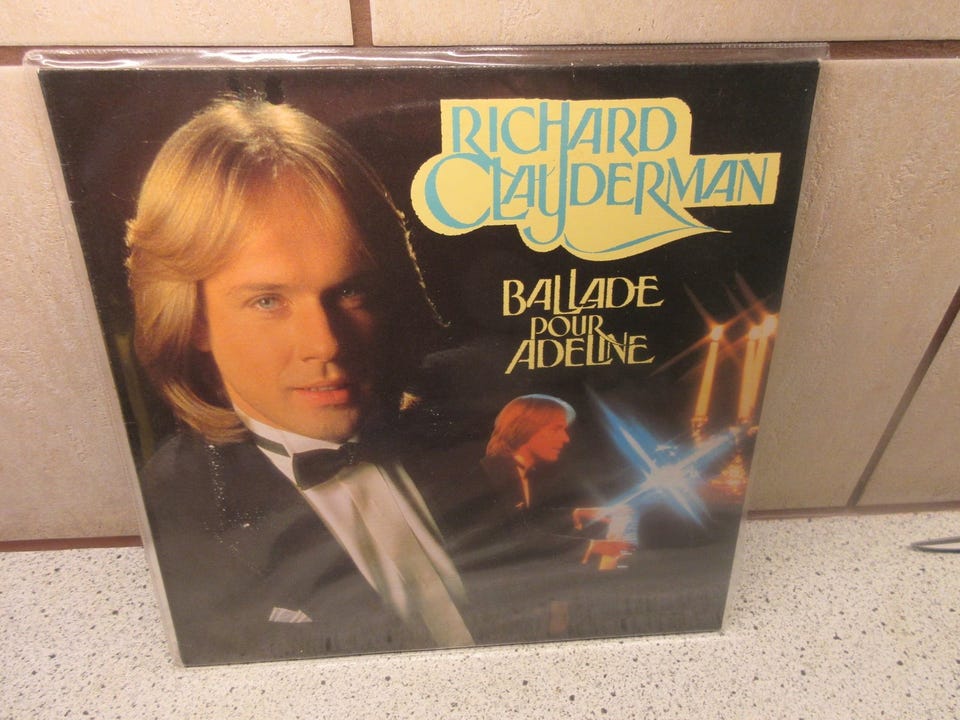 RICHARD
CLAYDERMAN
BALLADE
POUR
ADELINE